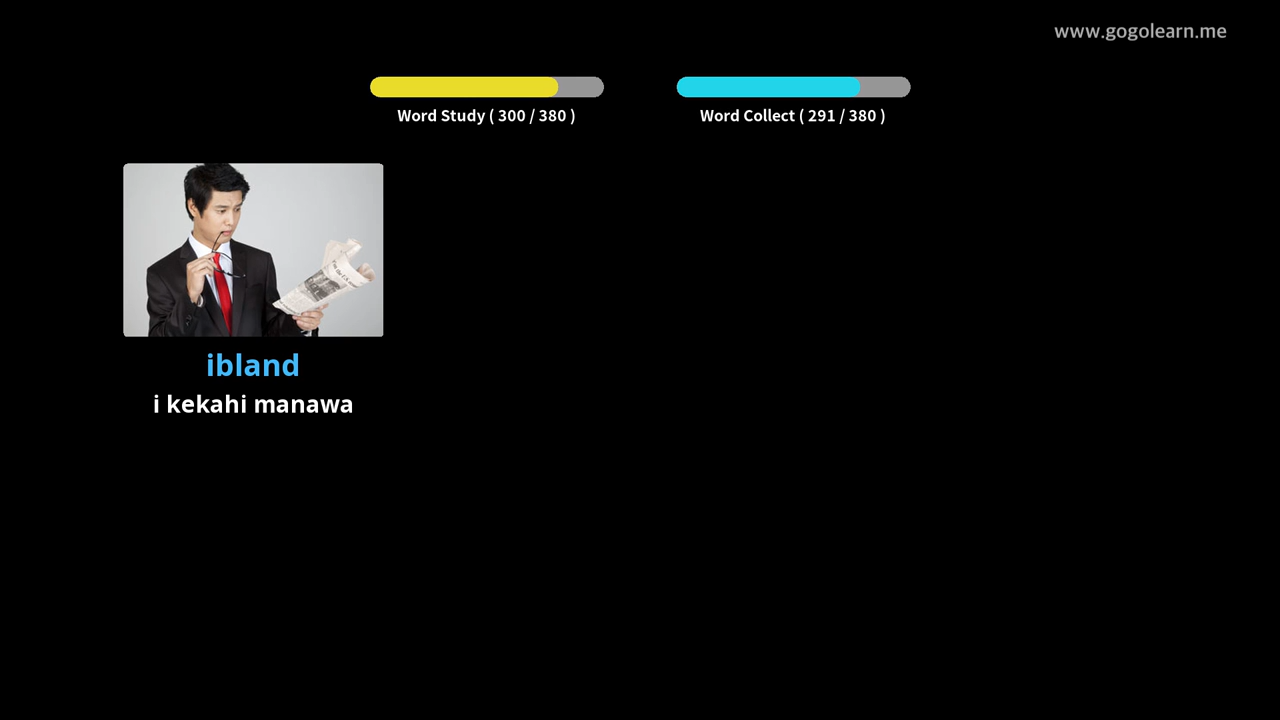 www.gogolearn.me
Word Study ( 300 / 380 )
Word Collect ( 291 / 380 )
ibland
i kekahi manawa